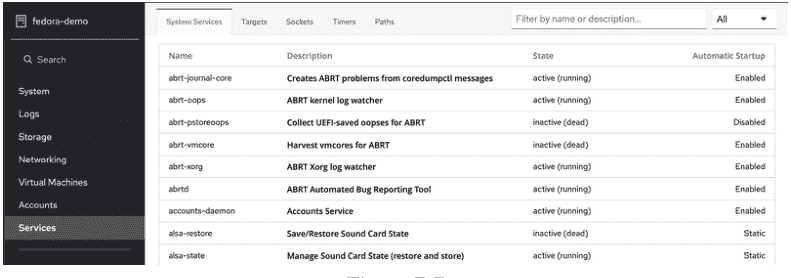 fedora-demo
Search
System
Logs
Storage
Networking
Virtual Machines
Accounts
Services
System Services Targets Sockets Timers Paths Filter by name or description... All
Name Description State Automatic Startup
abrt-journal-core Creates ABRT problems from coredumpctl messages active (running) Enabled
abrt-oops ABRT kernel log watcher active (running) Enabled
abrt-pstoreoops Collect UEFI-saved oopses for ABRT inactive (dead) Disabled
abrt-vmcore Harvest vmcores for ABRT inactive (dead) Enabled
abrt-xorg ABRT Xorg log watcher active (running) Enabled
abrtd ABRT Automated Bug Reporting Tool active (running) Enabled
accounts-daemon Accounts Service active (running) Enabled
alsa-restore Save/Restore Sound Card State inactive (dead) Static
alsa-state Manage Sound Card State (restore and store) active (running) Static